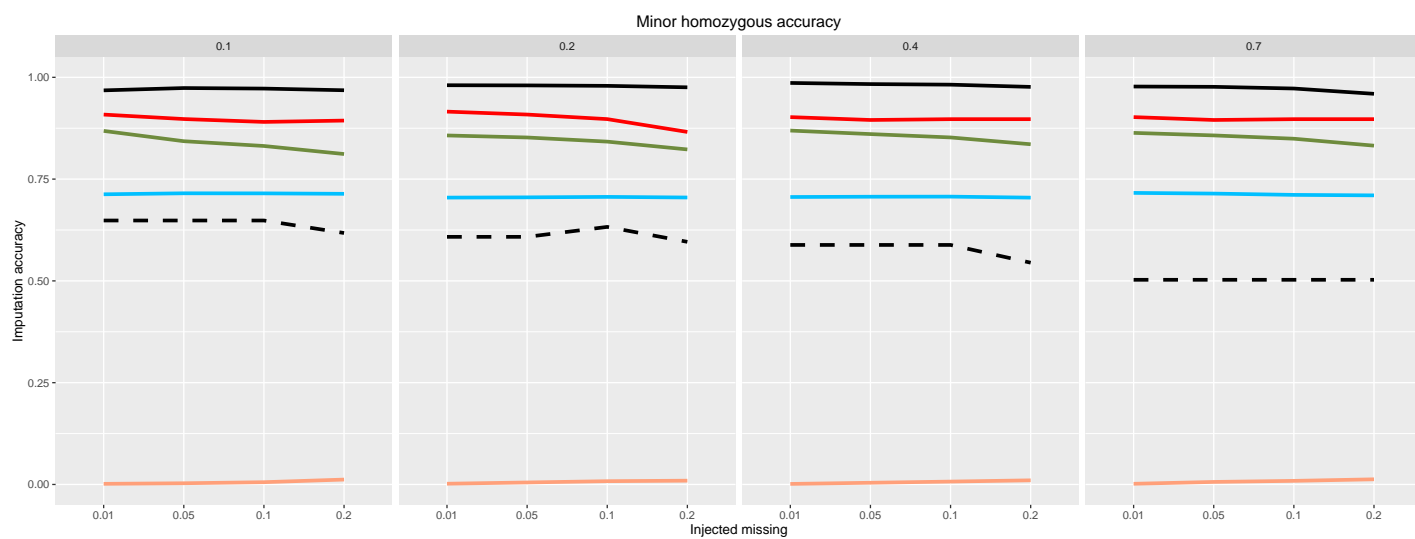 Minor homozygous accuracy
0.1 0.2 0.4 0.7
1.00
0.75
0.50
0.25
0.00
Imputation accuracy
0.01 0.05 0.1 0.2 0.01 0.05 0.1 0.2 0.01 0.05 0.1 0.2 0.01 0.05 0.1 0.2
Injected missing